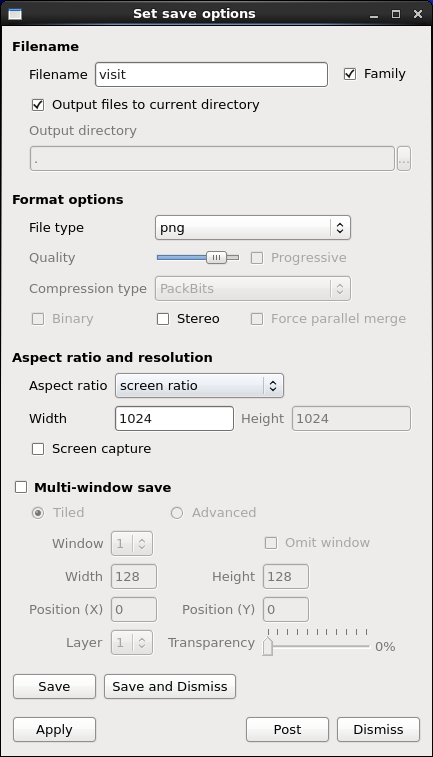 Set save options
Filename
Filename visit Family
Output files to current directory
Output directory
. ...
Format options
File type png
Quality Progressive
Compression type PackBits
Binary Stereo Force parallel merge
Aspect ratio and resolution
Aspect ratio screen ratio
Width 1024 Height 1024
Screen capture
Multi-window save
Tiled Advanced
Window 1 Omit window
Width 128 Height 128
Position (X) 0 Position (Y) 0
Layer 1 Transparency 0%
Save Save and Dismiss
Apply Post Dismiss